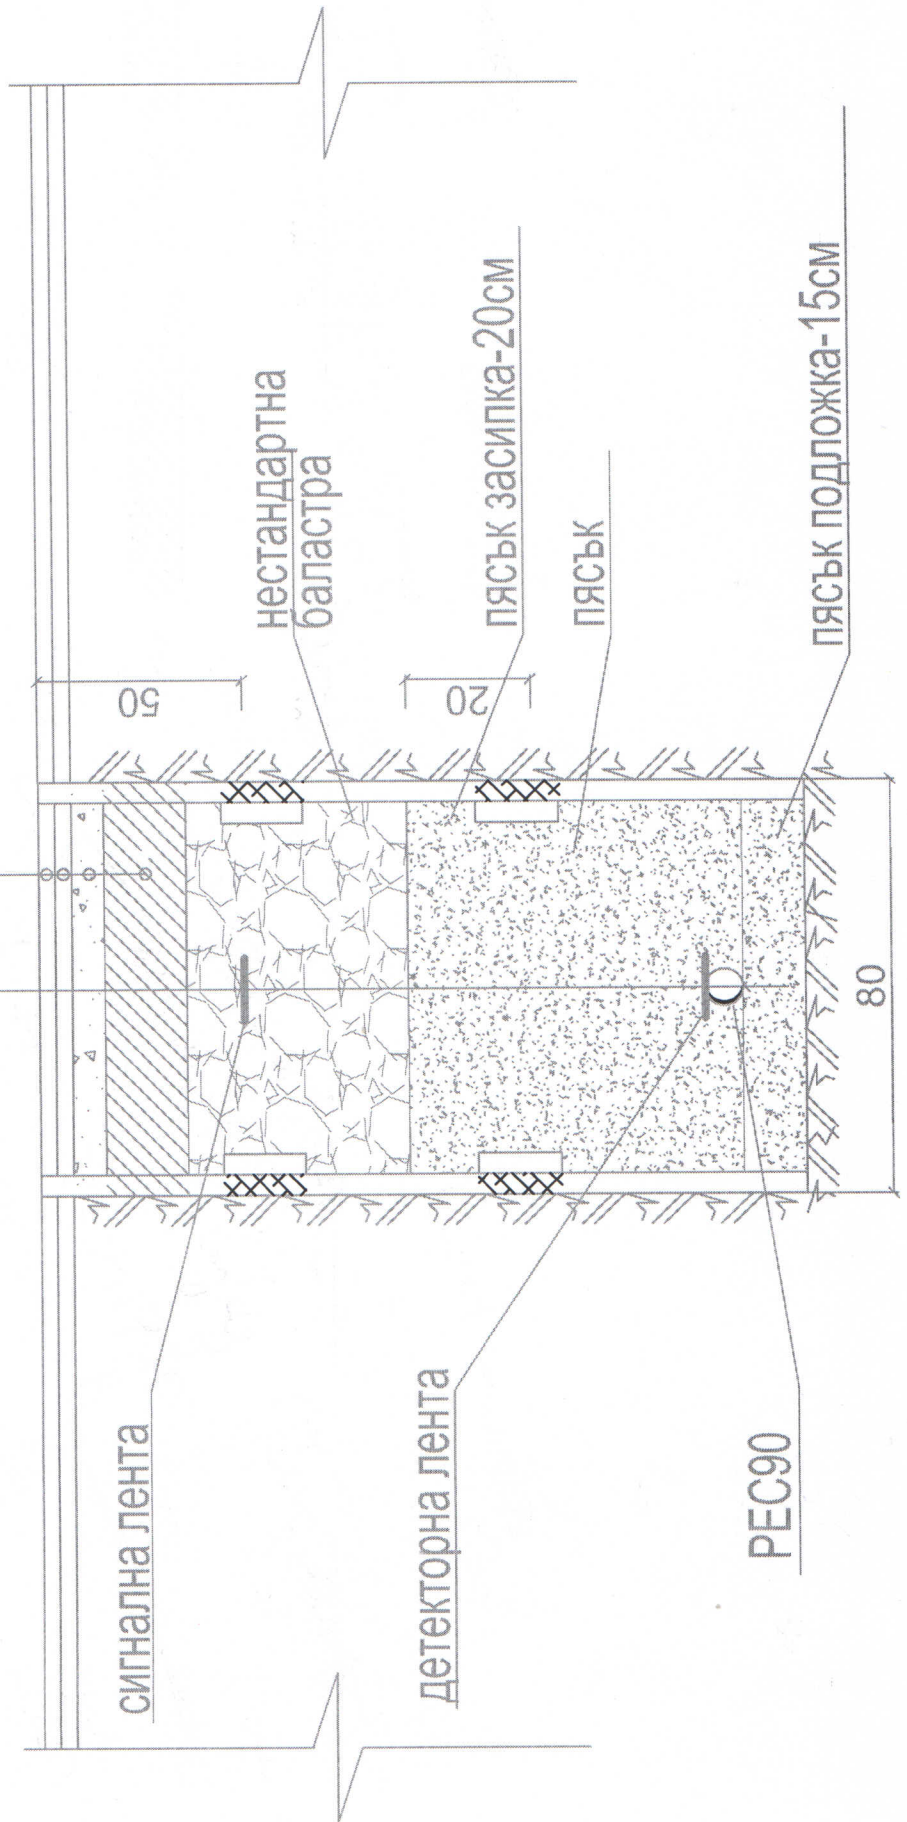 сигнална лента
детекторна лента
РЕС90
50
20
80
нестандартна
баластра
пясък засипка-20см
пясък
пясък подложка-15см